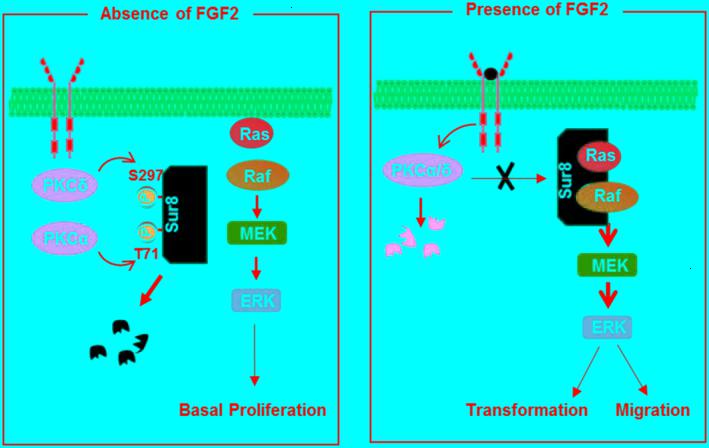 Absence of FGF2
Presence of FGF2
PKCδ
PKCα
S297
T71
Sur8
Ras
Raf
MEK
ERK
Basal Proliferation
PKCα/δ
Sur8
Ras
Raf
MEK
ERK
Transformation
Migration